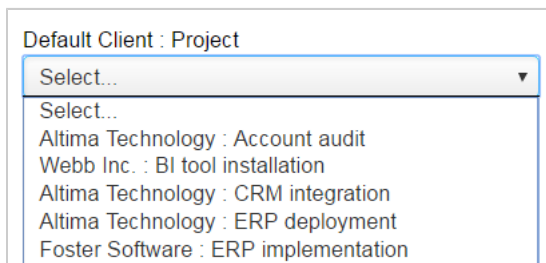 Default Client : Project
Select...
Select...
Altima Technology : Account audit
Webb Inc. : BI tool installation
Altima Technology : CRM integration
Altima Technology : ERP deployment
Foster Software : ERP implementation